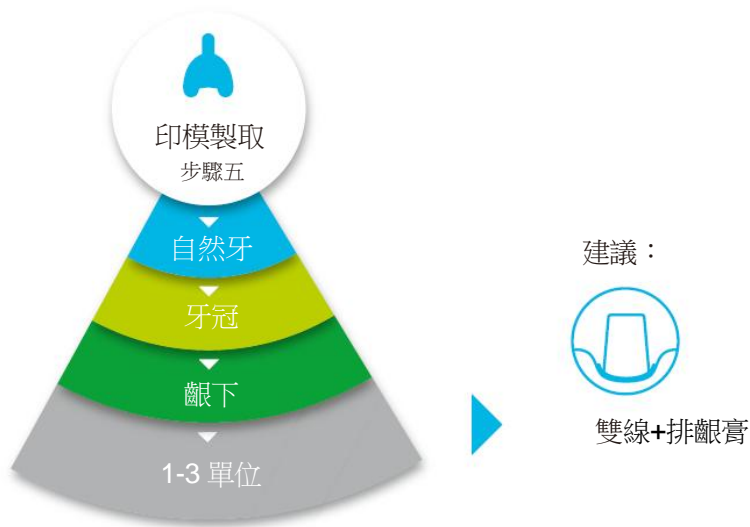 印模製取
步驟五
自然牙
牙冠
齦下
1-3 單位
建議：
雙線+排齦膏